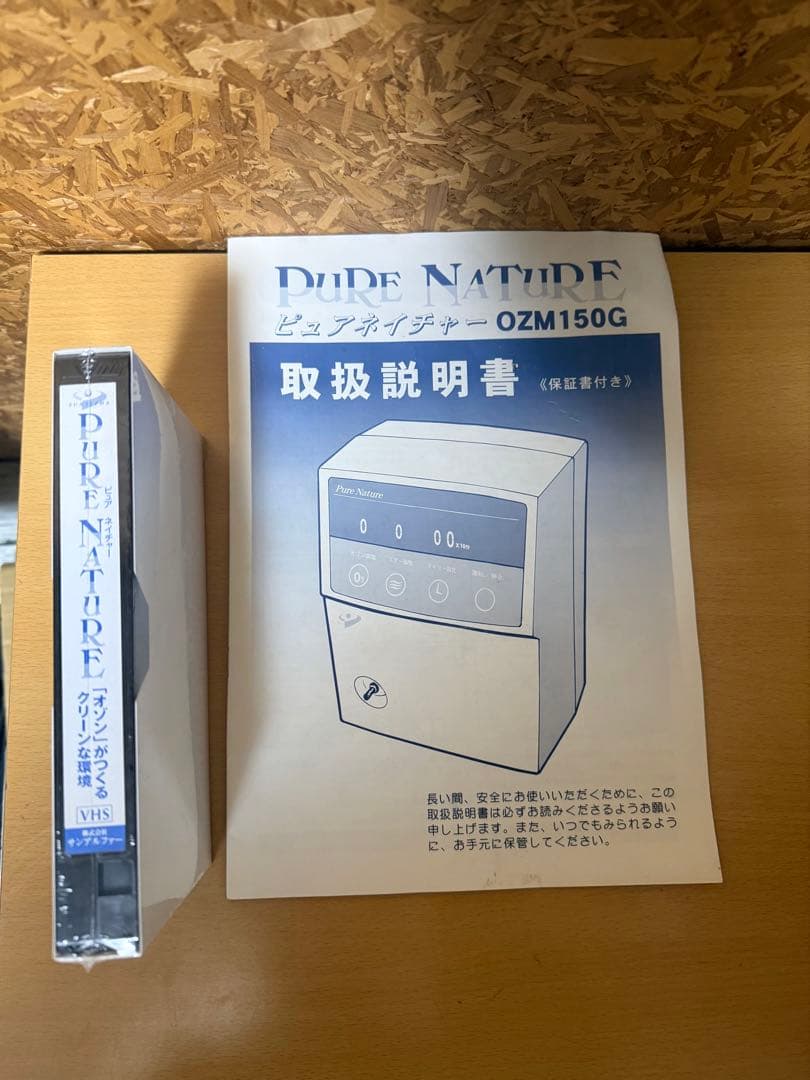 PURE NATURE
ピュアネイチャー OZM150G
取扱説明書 《保証書付き》
Pure Nature
0 0 00 X10分
O₃ L
長い間、安全にお使いいただくために、この
取扱説明書は必ずお読みくださるようお願い
申し上げます。また、いつでもみられるよう
に、お手元に保管してください。
PURE NATURE
ピュア ネイチャー
「オゾン」がつくる
クリーンな環境
VHS
株式会社
サンアルファー